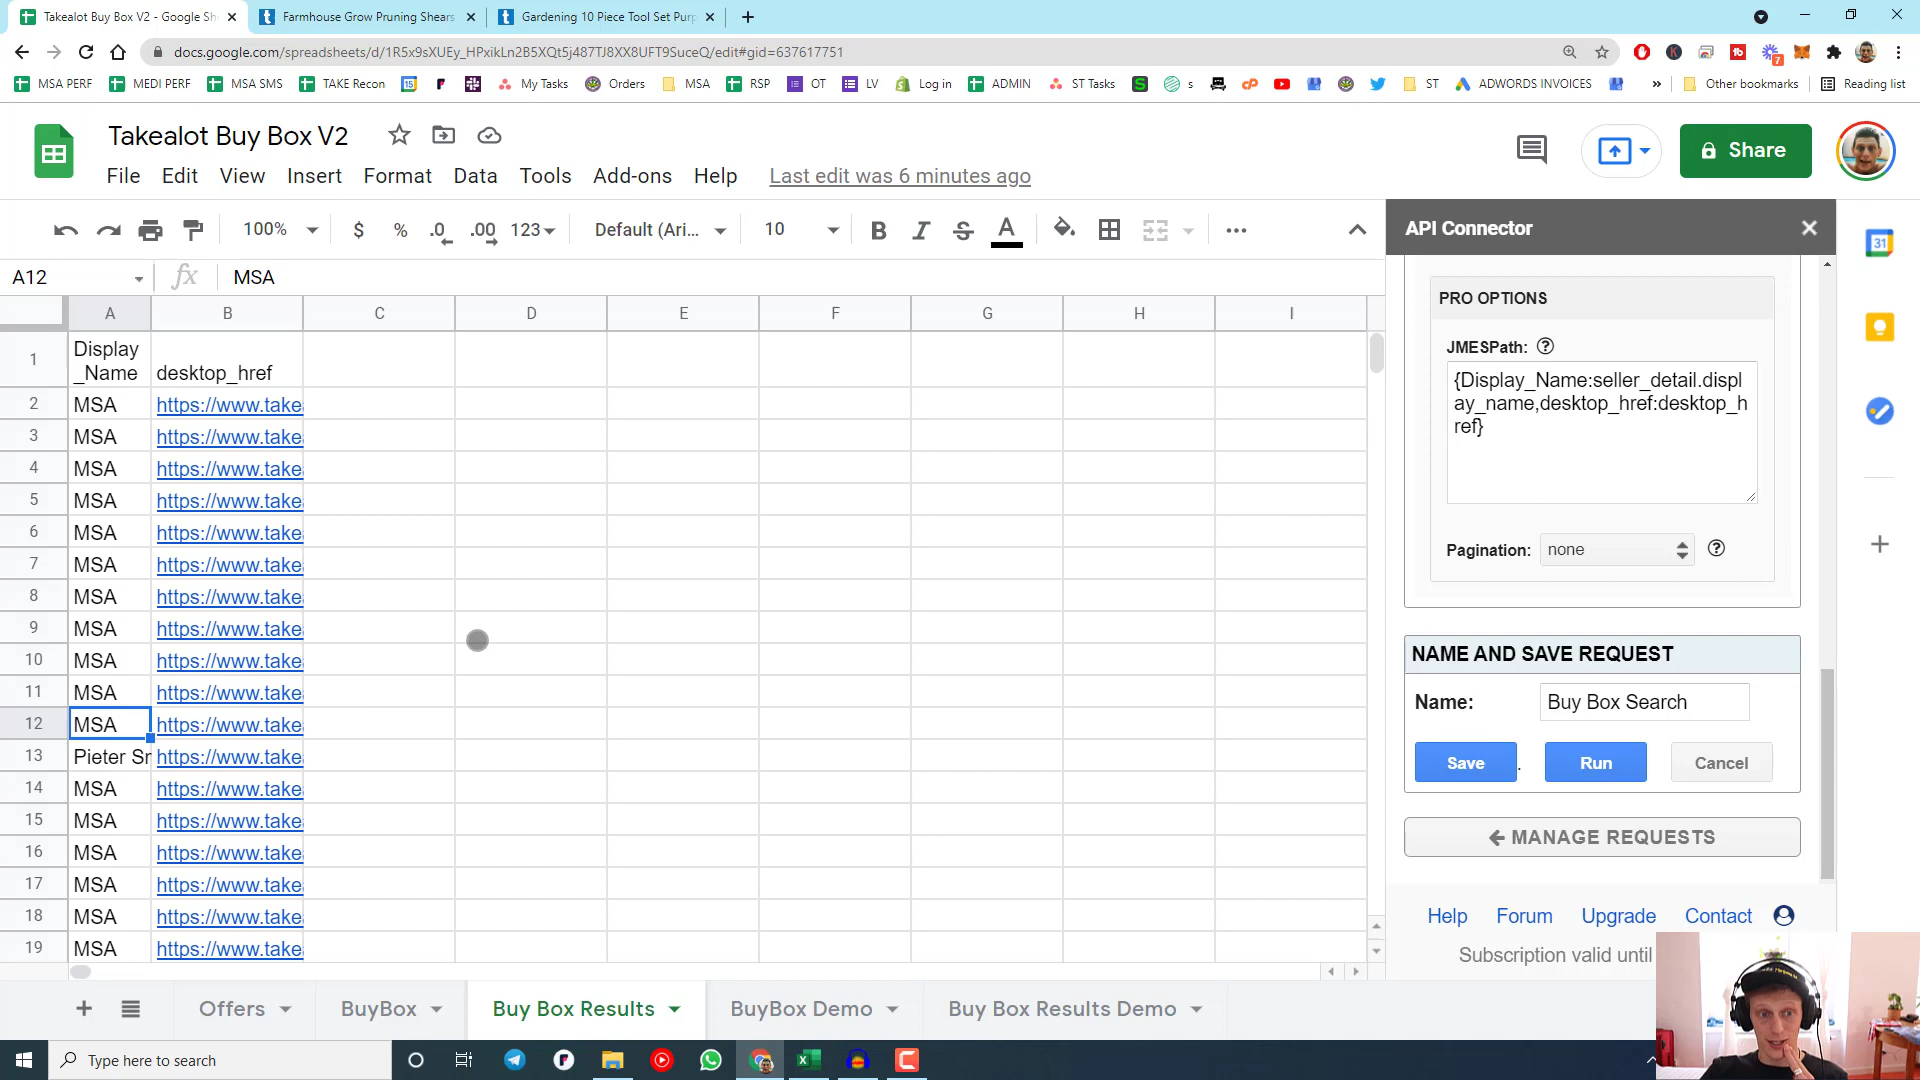 Takealot Buy Box V2 - Google Sh
Farmhouse Grow Pruning Shears
Gardening 10 Piece Tool Set Purp
docs.google.com/spreadsheets/d/1R5x9sXUEy_HPxikLn2B5XQt5j487TJ8XX8UFT9SuceQ/edit#gid=637617751
MSA PERF
MEDI PERF
MSA SMS
TAKE Recon
My Tasks
Orders
MSA
RSP
OT
LV
Log in
ADMIN
ST Tasks
s
ST
ADWORDS INVOICES
Other bookmarks
Reading list
Takealot Buy Box V2
Share
File Edit View Insert Format Data Tools Add-ons Help
Last edit was 6 minutes ago
100% $ % .0 .00 123 Default (Ari... 10 B I S A
API Connector
A12
fx
MSA
A B C D E F G H I
1 Display_Name desktop_href
2 MSA https://www.take
3 MSA https://www.take
4 MSA https://www.take
5 MSA https://www.take
6 MSA https://www.take
7 MSA https://www.take
8 MSA https://www.take
9 MSA https://www.take
10 MSA https://www.take
11 MSA https://www.take
12 MSA https://www.take
13 Pieter Sr https://www.take
14 MSA https://www.take
15 MSA https://www.take
16 MSA https://www.take
17 MSA https://www.take
18 MSA https://www.take
19 MSA https://www.take
PRO OPTIONS
JMESPath:
{Display_Name:seller_detail.displ
ay_name,desktop_href:desktop_h
ref}
Pagination: none
NAME AND SAVE REQUEST
Name: Buy Box Search
Save . Run Cancel
MANAGE REQUESTS
Help Forum Upgrade Contact
Subscription valid until
Offers
BuyBox
Buy Box Results
BuyBox Demo
Buy Box Results Demo
Type here to search